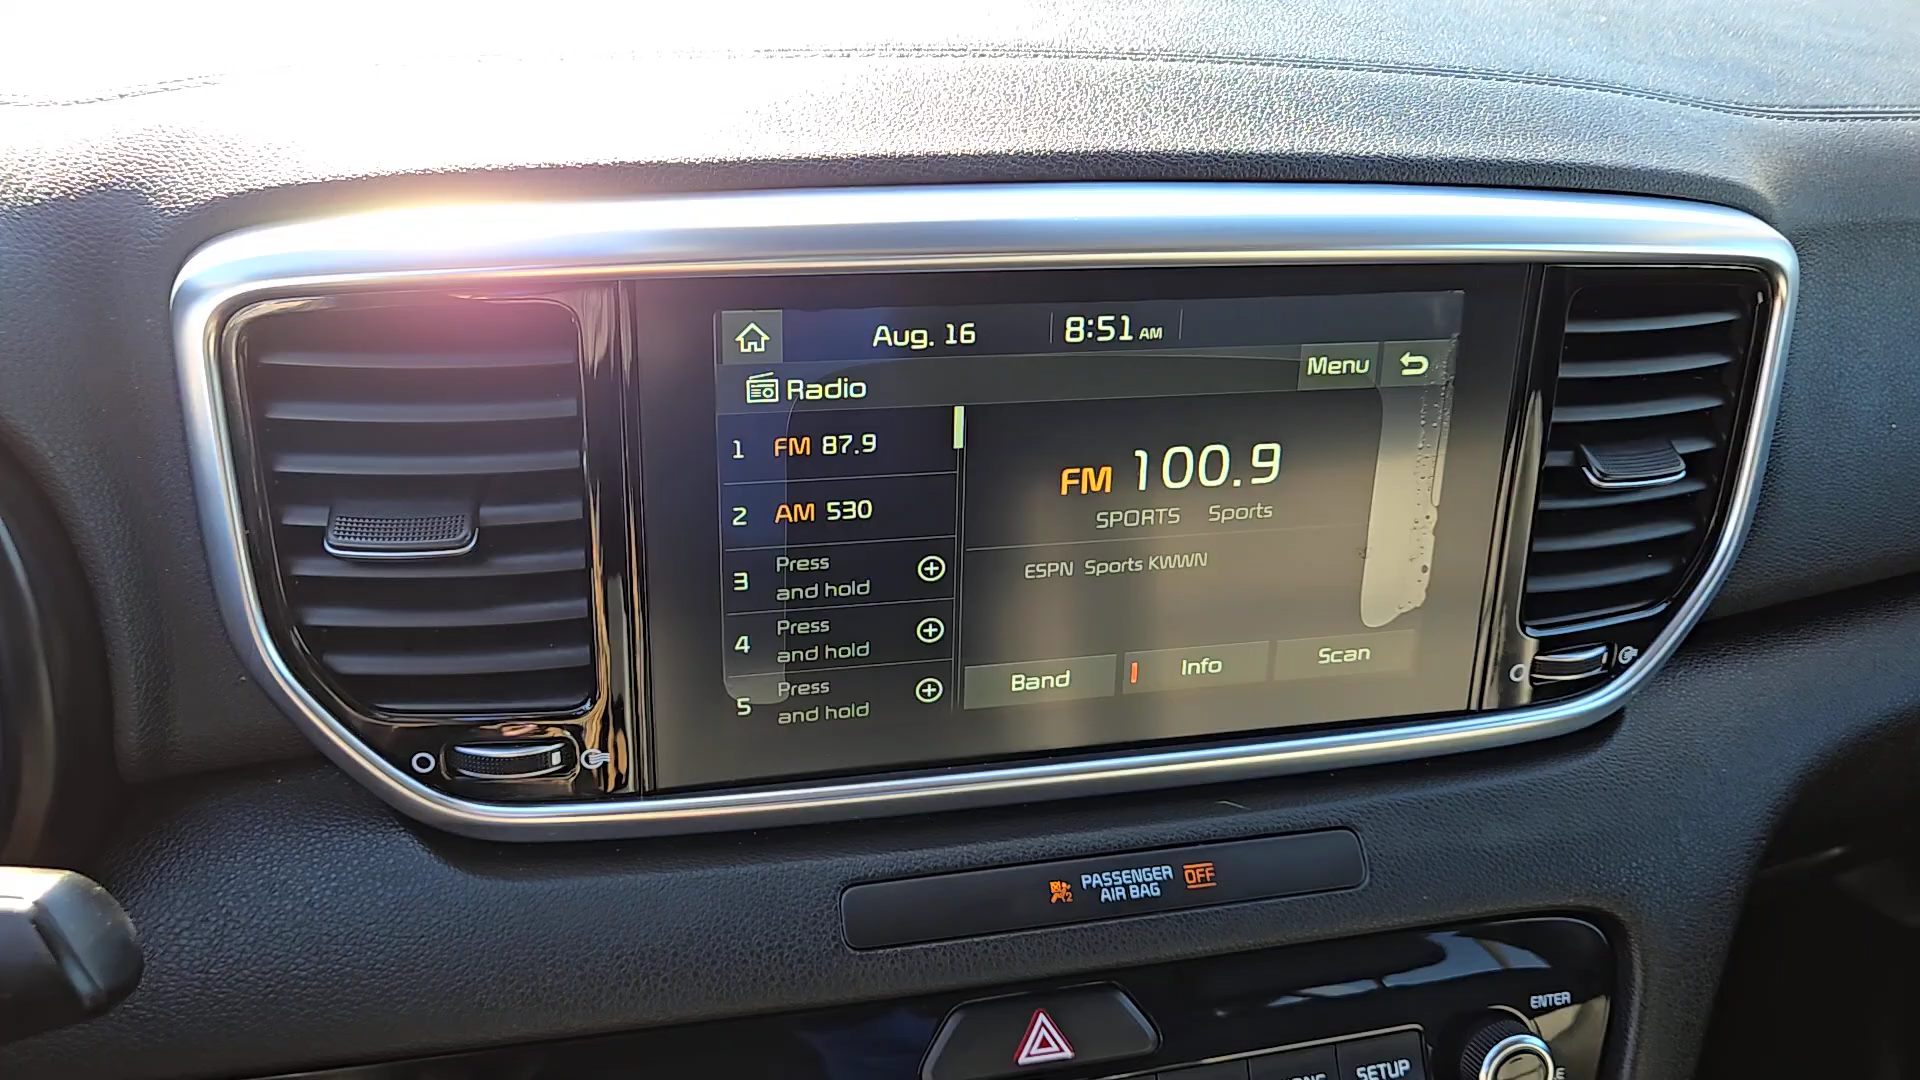 Aug. 16
8:51 AM
Radio
Menu
1 FM 87.9
2 AM 530
3 Press
and hold
4 Press
and hold
5 Press
and hold
FM 100.9
SPORTS Sports
ESPN Sports KWWN
Band
Info
Scan
PASSENGER
AIR BAG
OFF
ENTER
SETUP